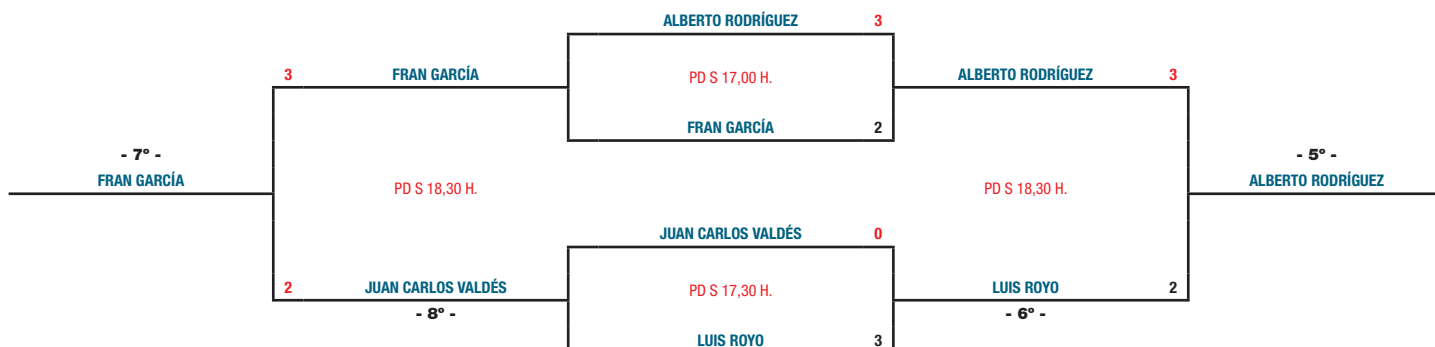 ALBERTO RODRÍGUEZ 3
3 FRAN GARCÍA PD S 17,00 H. ALBERTO RODRÍGUEZ 3
FRAN GARCÍA 2
- 7º - - 5º -
FRAN GARCÍA PD S 18,30 H. PD S 18,30 H. ALBERTO RODRÍGUEZ
JUAN CARLOS VALDÉS 0
2 JUAN CARLOS VALDÉS PD S 17,30 H. LUIS ROYO 2
- 8º - - 6º -
LUIS ROYO 3